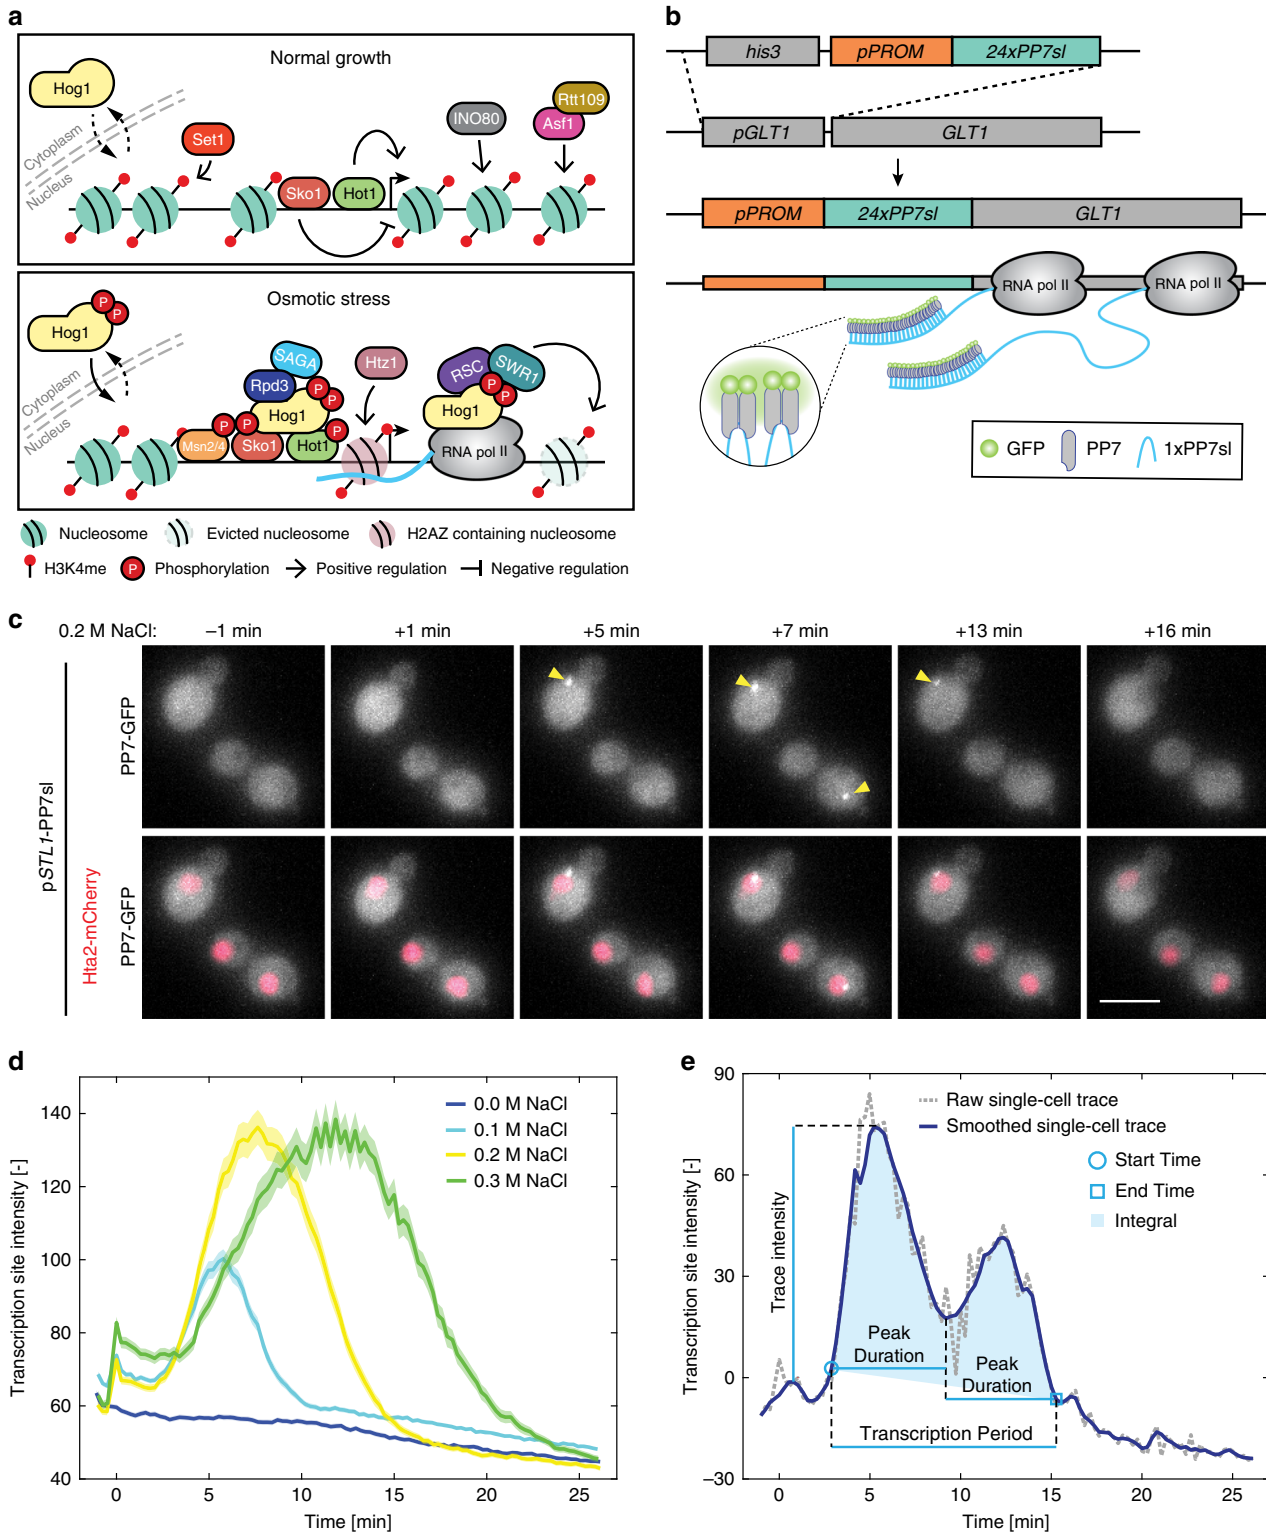 a
Normal growth
Hog1
Cytoplasm
Nucleus
Set1
Sko1
Hot1
INO80
Rtt109
Asf1
Osmotic stress
Hog1
P
P
Cytoplasm
Nucleus
SAGA
Rpd3
Hog1
P
P
P
P
P
Msn2/4
Sko1
Hot1
Htz1
RSC
SWR1
P
P
Hog1
RNA pol II
Nucleosome
Evicted nucleosome
H2AZ containing nucleosome
H3K4me
P
Phosphorylation
Positive regulation
Negative regulation
b
his3
pPROM
24xPP7sl
pGLT1
GLT1
pPROM
24xPP7sl
GLT1
RNA pol II
RNA pol II
GFP
PP7
1xPP7sl
c
0.2 M NaCl:
–1 min
+1 min
+5 min
+7 min
+13 min
+16 min
pSTL1-PP7sl
PP7-GFP
Hta2-mCherry
PP7-GFP
d
Transcription site intensity [-]
140
120
100
80
60
40
0
5
10
15
20
25
Time [min]
0.0 M NaCl
0.1 M NaCl
0.2 M NaCl
0.3 M NaCl
e
Transcription site intensity [-]
90
60
30
0
–30
0
5
10
15
20
25
Time [min]
Raw single-cell trace
Smoothed single-cell trace
Start Time
End Time
Integral
Trace intensity
Peak
Duration
Peak
Duration
Transcription Period